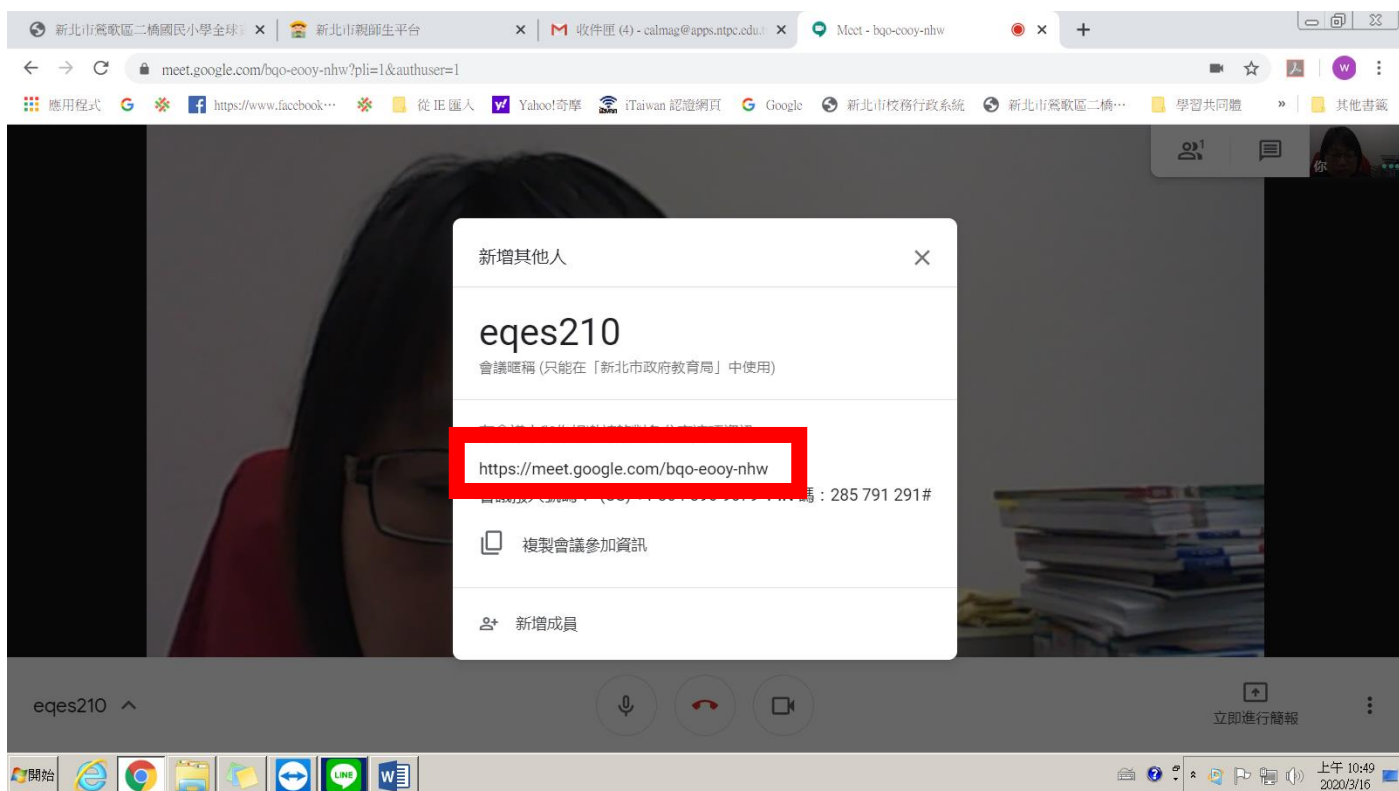 新北市鶯歌區二橋國民小學全球
新北市親師生平台
收件匣 (4) - calmag@apps.ntpc.edu.t
Meet - bqo-eooy-nhw
meet.google.com/bqo-eooy-nhw?pli=1&authuser=1
W
應用程式
https://www.facebook…
從 IE 匯入
Yahoo!奇摩
iTaiwan 認證網頁
Google
新北市校務行政系統
新北市鶯歌區二橋…
學習共同體
»
其他書籤
1
你
新增其他人
eqes210
會議暱稱 (只能在「新北市政府教育局」中使用)
https://meet.google.com/bqo-eooy-nhw
碼：285 791 291#
複製會議參加資訊
新增成員
eqes210
立即進行簡報
開始
LINE
上午 10:49
2020/3/16